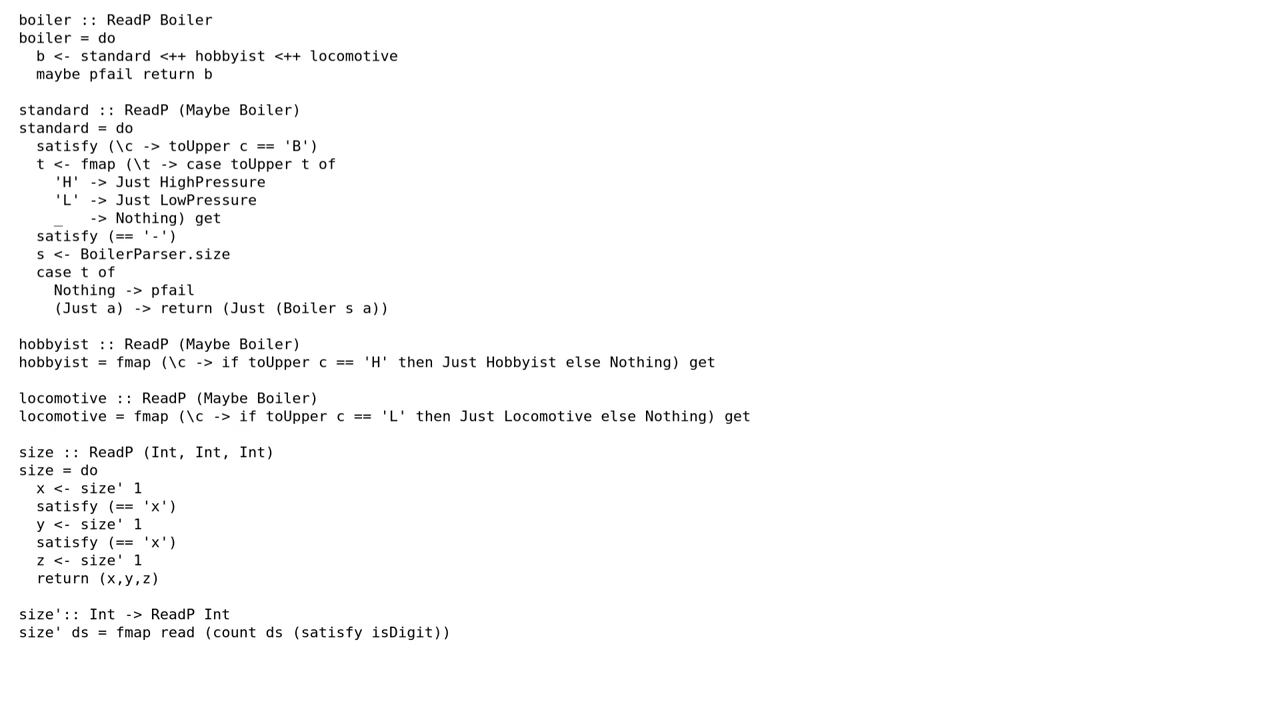 boiler :: ReadP Boiler
boiler = do
  b <- standard <++ hobbyist <++ locomotive
  maybe pfail return b

standard :: ReadP (Maybe Boiler)
standard = do
  satisfy (\c -> toUpper c == 'B')
  t <- fmap (\t -> case toUpper t of
    'H' -> Just HighPressure
    'L' -> Just LowPressure
    _   -> Nothing) get
  satisfy (== '-')
  s <- BoilerParser.size
  case t of
    Nothing -> pfail
    (Just a) -> return (Just (Boiler s a))

hobbyist :: ReadP (Maybe Boiler)
hobbyist = fmap (\c -> if toUpper c == 'H' then Just Hobbyist else Nothing) get

locomotive :: ReadP (Maybe Boiler)
locomotive = fmap (\c -> if toUpper c == 'L' then Just Locomotive else Nothing) get

size :: ReadP (Int, Int, Int)
size = do
  x <- size' 1
  satisfy (== 'x')
  y <- size' 1
  satisfy (== 'x')
  z <- size' 1
  return (x,y,z)

size':: Int -> ReadP Int
size' ds = fmap read (count ds (satisfy isDigit))